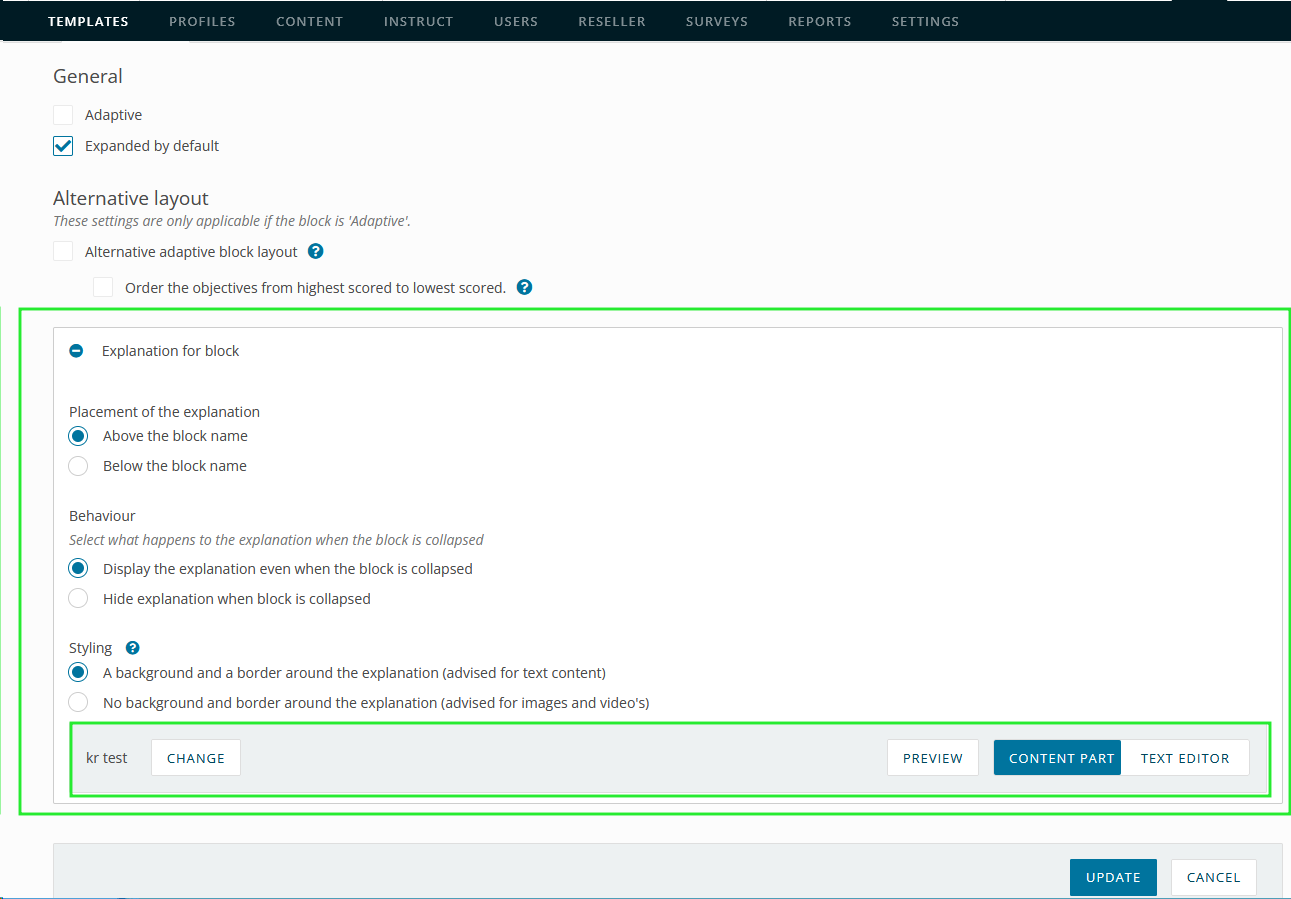 TEMPLATES PROFILES CONTENT INSTRUCT USERS RESELLER SURVEYS REPORTS SETTINGS
General
Adaptive
Expanded by default
Alternative layout
These settings are only applicable if the block is 'Adaptive'.
Alternative adaptive block layout ?
Order the objectives from highest scored to lowest scored. ?
Explanation for block
Placement of the explanation
Above the block name
Below the block name
Behaviour
Select what happens to the explanation when the block is collapsed
Display the explanation even when the block is collapsed
Hide explanation when block is collapsed
Styling ?
A background and a border around the explanation (advised for text content)
No background and border around the explanation (advised for images and video's)
kr test CHANGE PREVIEW CONTENT PART TEXT EDITOR
UPDATE CANCEL